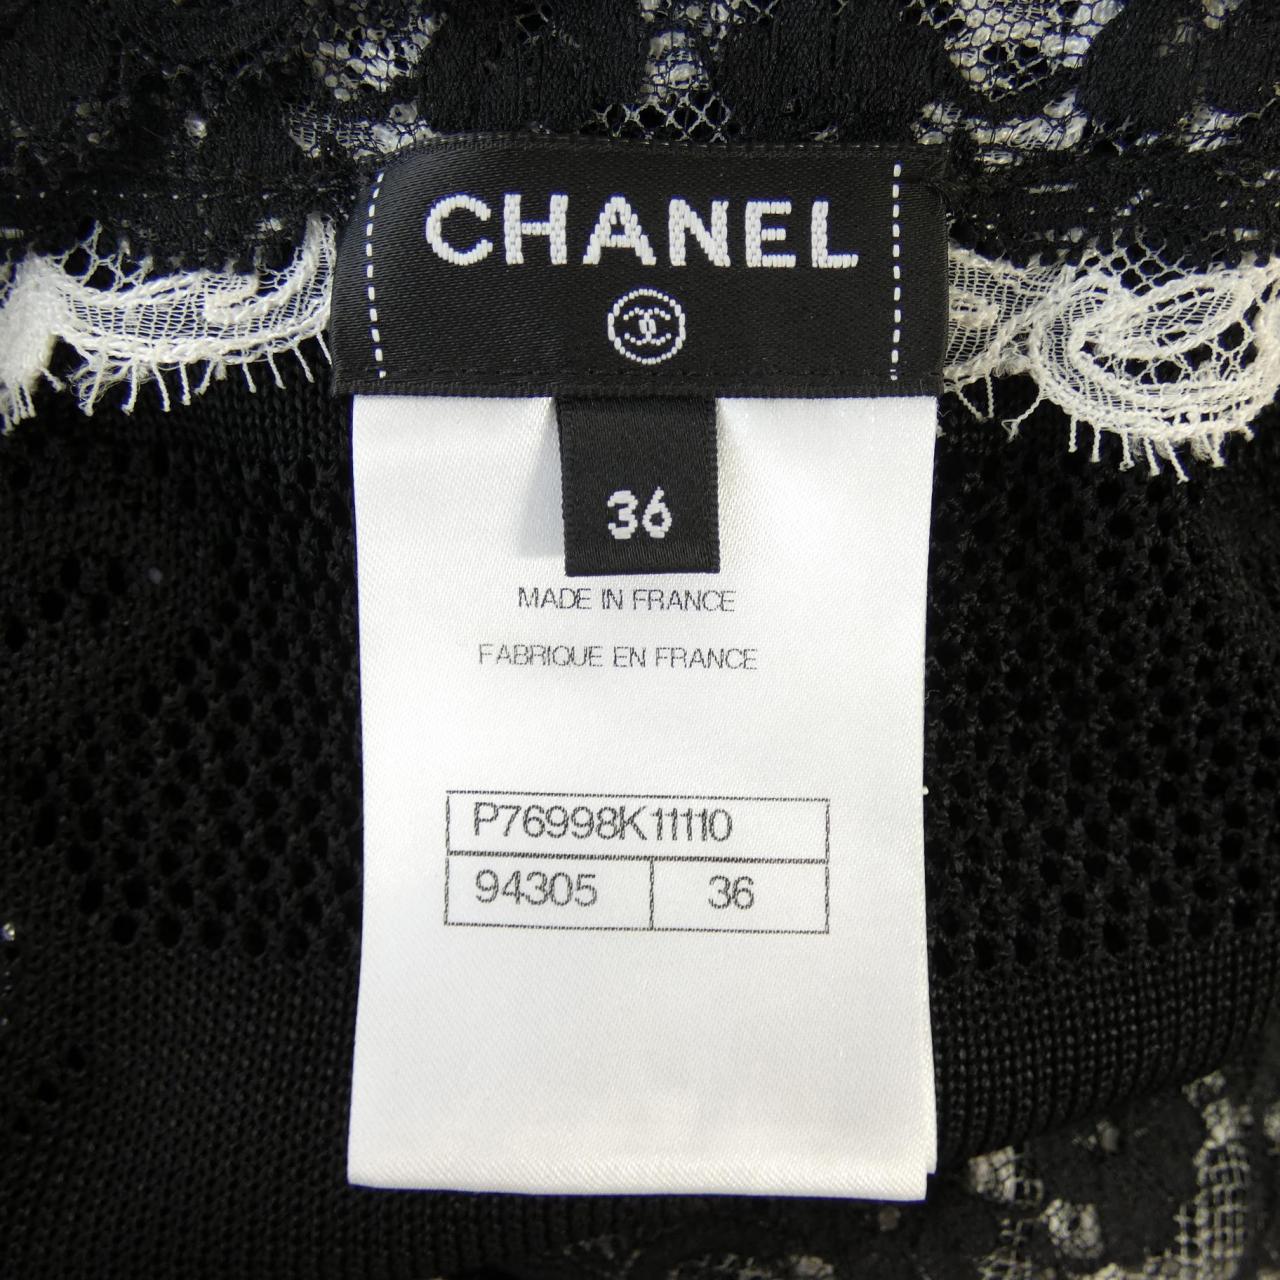 CHANEL
36
MADE IN FRANCE
FABRIQUE EN FRANCE
P76998K11110
94305 36